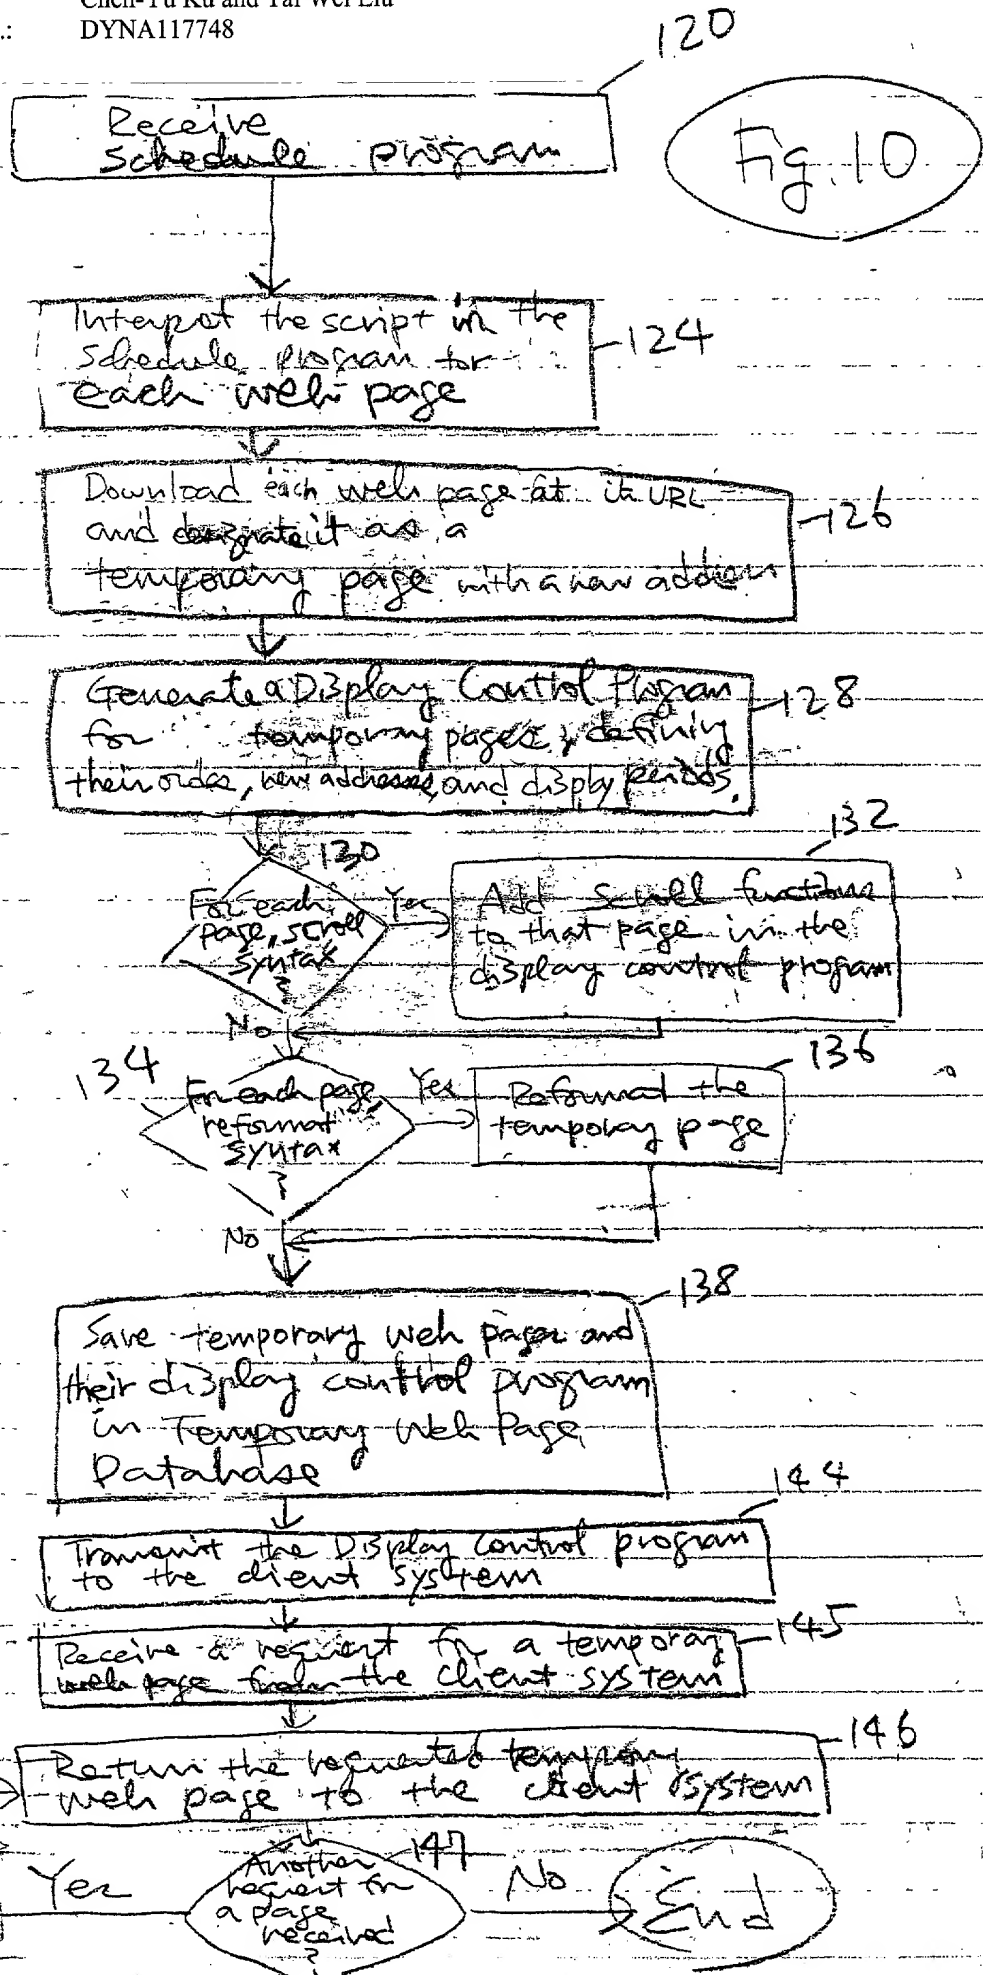 Chen-Yu Ku and Tai Wei Liu
.: DYNA117748
120
Receive
schedule program
Fig. 10
Interpret the script in the
schedule program for
each web page
124
Download each web page at its URL
and designate it as a
temporary page with a new address
126
Generate a Display Control Program
for temporary pages, defining
their order, new addresses, and display periods.
128
130
For each
page, scroll
syntax
?
Yes
132
Add scroll functions
to that page in the
display control program
No
134
For each page,
reformat
syntax
?
Yes
136
Reformat the
temporary page
No
138
Save temporary web pages and
their display control program
in Temporary Web Page
Database
144
Transmit the Display Control program
to the client system
145
Receive a request for a temporary
web page from the client system
146
Return the requested temporary
web page to the client system
147
Another
request for
a page
received
?
Yes
No
End